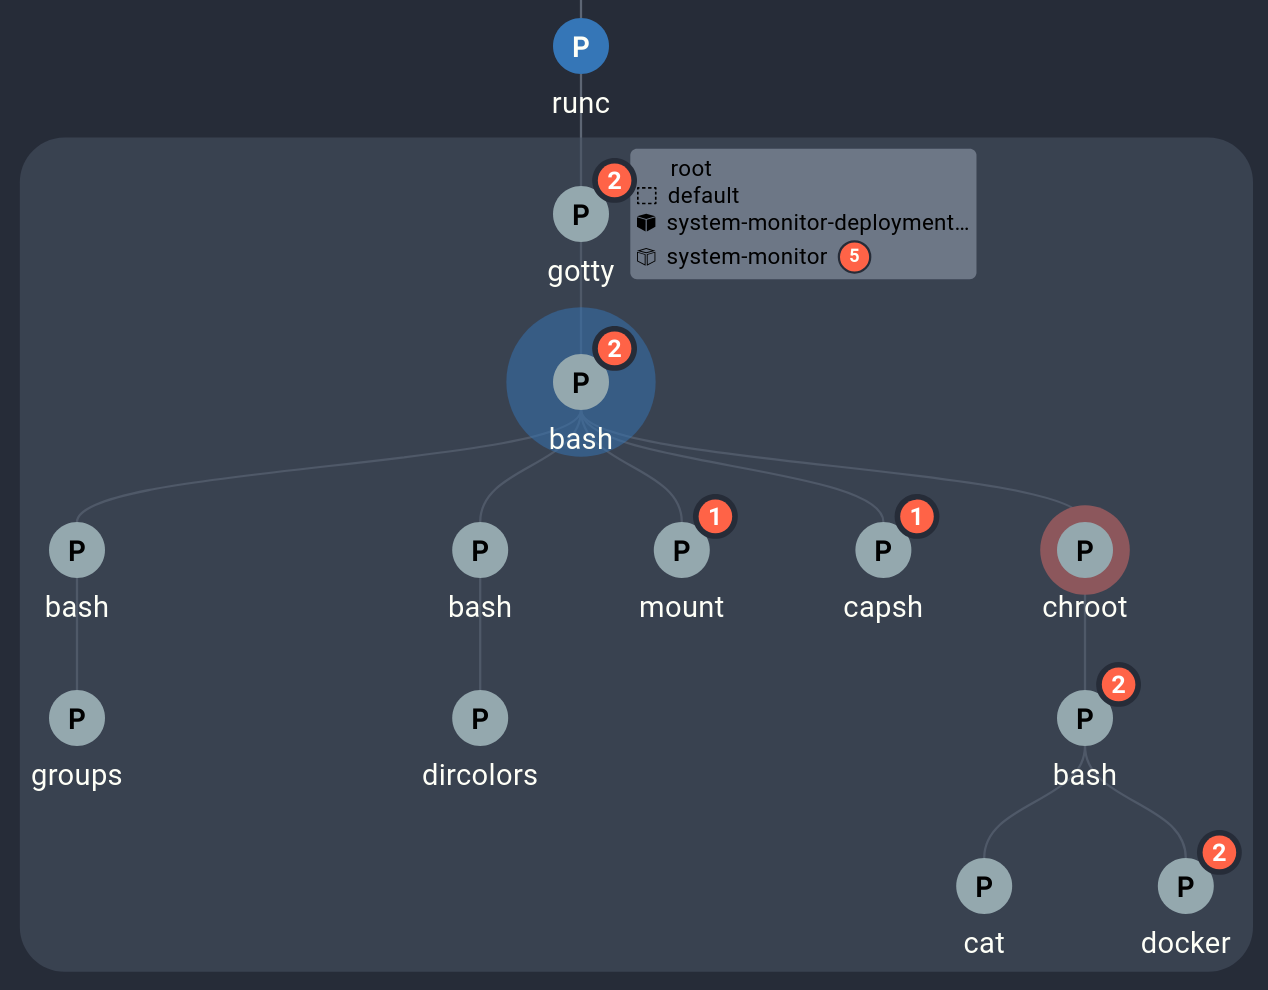 P
runc
2
root
default
system-monitor-deployment…
system-monitor 5
P
gotty
2
P
bash
1
1
P P P P P
bash bash mount capsh chroot
2
P P P
groups dircolors bash
2
P P
cat docker